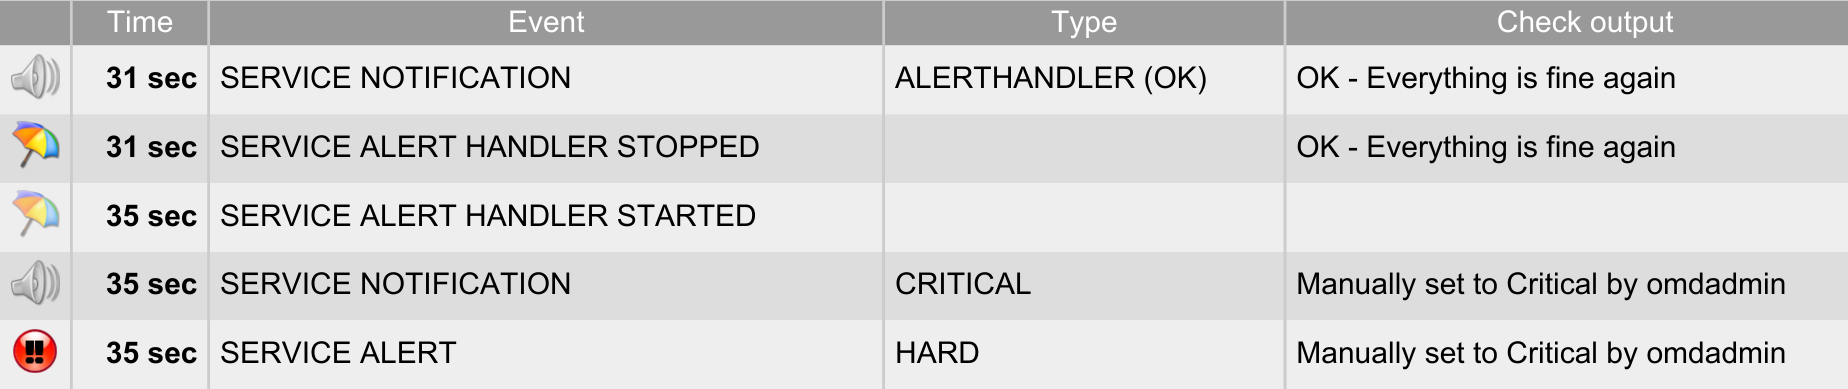 Time Event Type Check output
31 sec SERVICE NOTIFICATION ALERTHANDLER (OK) OK - Everything is fine again
31 sec SERVICE ALERT HANDLER STOPPED OK - Everything is fine again
35 sec SERVICE ALERT HANDLER STARTED
35 sec SERVICE NOTIFICATION CRITICAL Manually set to Critical by omdadmin
!! 35 sec SERVICE ALERT HARD Manually set to Critical by omdadmin